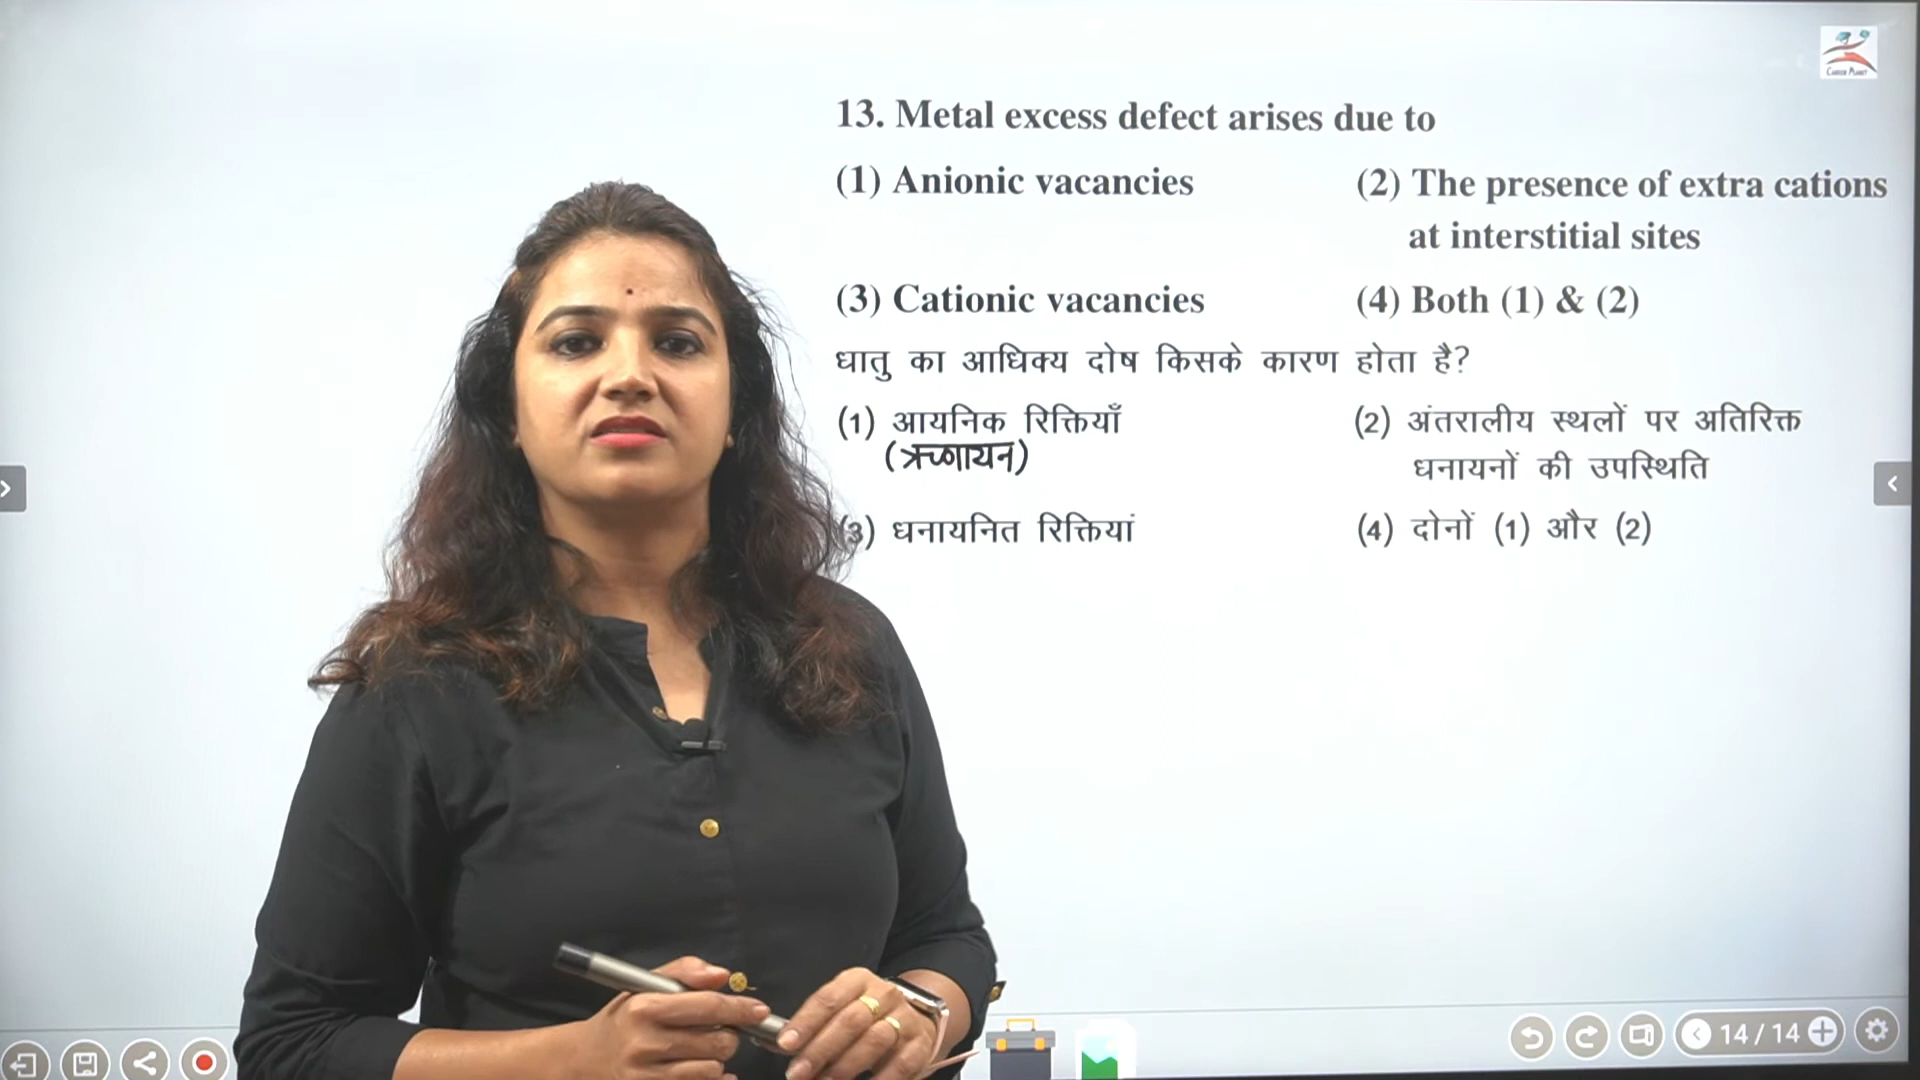 CAREER PLANET
13. Metal excess defect arises due to
(1) Anionic vacancies
(2) The presence of extra cations
at interstitial sites
(3) Cationic vacancies
(4) Both (1) & (2)
धातु का आधिक्य दोष किसके कारण होता है?
(1) आयनिक रिक्तियाँ
(ऋणायन)
(2) अंतरालीय स्थलों पर अतिरिक्त
धनायनों की उपस्थिति
(3) धनायनित रिक्तियां
(4) दोनों (1) और (2)
14 / 14